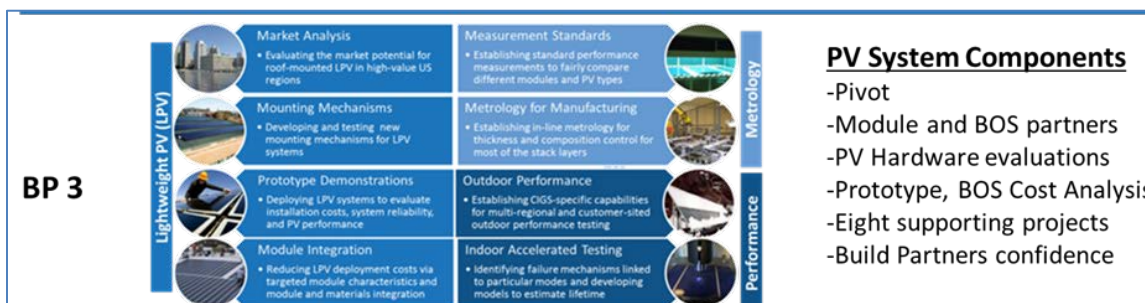 BP 3
Lightweight PV (LPV)
Market Analysis
• Evaluating the market potential for
roof-mounted LPV in high-value US
regions
Mounting Mechanisms
• Developing and testing new
mounting mechanisms for LPV
systems
Prototype Demonstrations
• Deploying LPV systems to evaluate
installation costs, system reliability,
and PV performance
Module Integration
• Reducing LPV deployment costs via
targeted module characteristics and
module and materials integration
Measurement Standards
• Establishing standard performance
measurements to fairly compare
different modules and PV types
Metrology for Manufacturing
• Establishing in-line metrology for
thickness and composition control for
most of the stack layers
Outdoor Performance
• Establishing CIGS-specific capabilities
for multi-regional and customer-sited
outdoor performance testing
Indoor Accelerated Testing
• Identifying failure mechanisms linked
to particular modes and developing
models to estimate lifetime
Metrology
Performance
PV System Components
-Pivot
-Module and BOS partners
-PV Hardware evaluations
-Prototype, BOS Cost Analysis
-Eight supporting projects
-Build Partners confidence